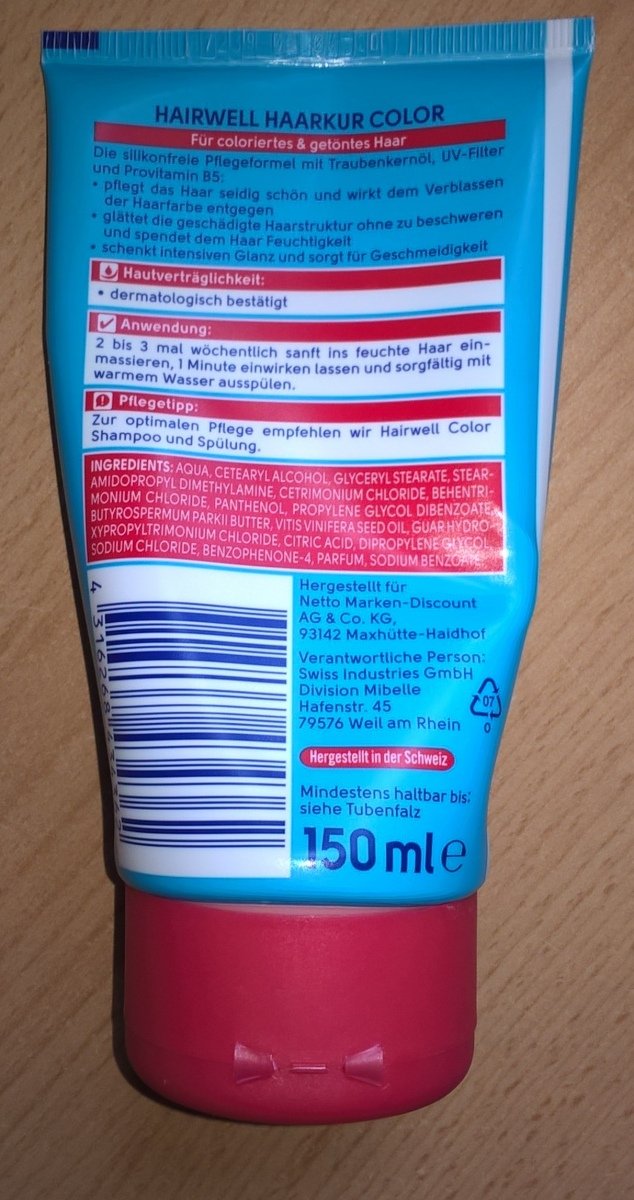 HAIRWELL HAARKUR COLOR
Für coloriertes & getöntes Haar
Die silikonfreie Pflegeformel mit Traubenkernöl, UV-Filter
und Provitamin B5:
• pflegt das Haar seidig schön und wirkt dem Verblassen
der Haarfarbe entgegen
• glättet die geschädigte Haarstruktur ohne zu beschweren
und spendet dem Haar Feuchtigkeit
• schenkt intensiven Glanz und sorgt für Geschmeidigkeit
Hautverträglichkeit:
• dermatologisch bestätigt
Anwendung:
2 bis 3 mal wöchentlich sanft ins feuchte Haar ein-
massieren, 1 Minute einwirken lassen und sorgfältig mit
warmem Wasser ausspülen.
Pflegetipp:
Zur optimalen Pflege empfehlen wir Hairwell Color
Shampoo und Spülung.
INGREDIENTS: AQUA, CETEARYL ALCOHOL, GLYCERYL STEARATE, STEAR-
AMIDOPROPYL DIMETHYLAMINE, CETRIMONIUM CHLORIDE, BEHENTRI-
MONIUM CHLORIDE, PANTHENOL, PROPYLENE GLYCOL DIBENZOATE,
BUTYROSPERMUM PARKII BUTTER, VITIS VINIFERA SEED OIL, GUAR HYDRO-
XYPROPYLTRIMONIUM CHLORIDE, CITRIC ACID, DIPROPYLENE GLYCOL,
SODIUM CHLORIDE, BENZOPHENONE-4, PARFUM, SODIUM BENZOATE.
Hergestellt für
Netto Marken-Discount
AG & Co. KG,
93142 Maxhütte-Haidhof
Verantwortliche Person:
Swiss Industries GmbH
Division Mibelle
Hafenstr. 45
79576 Weil am Rhein
07
O
Hergestellt in der Schweiz
Mindestens haltbar bis:
siehe Tubenfalz
150 ml e